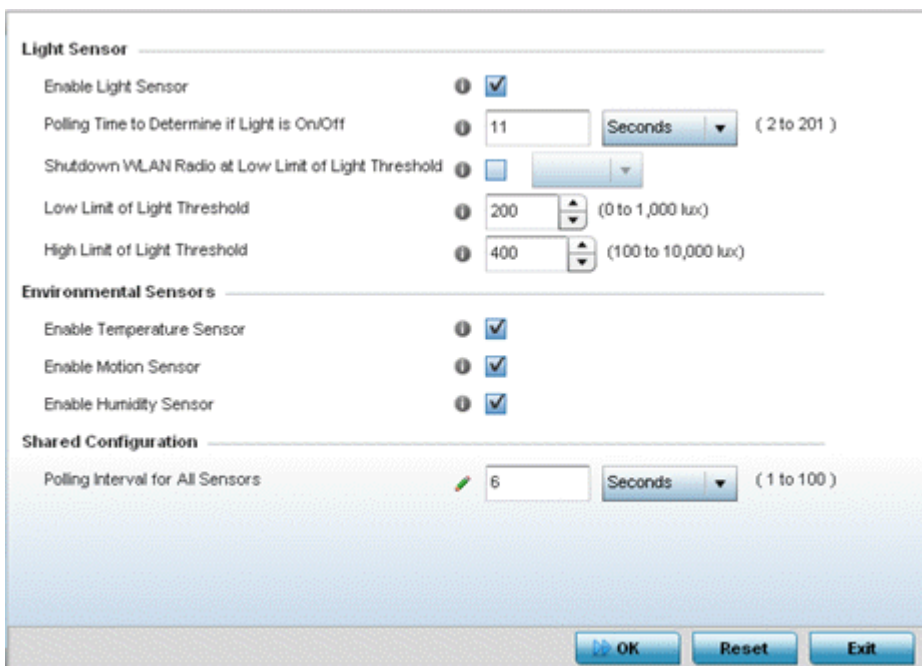 Light Sensor
Enable Light Sensor
Polling Time to Determine if Light is On/Off 11 Seconds ( 2 to 201 )
Shutdown WLAN Radio at Low Limit of Light Threshold
Low Limit of Light Threshold 200 (0 to 1,000 lux)
High Limit of Light Threshold 400 (100 to 10,000 lux)
Environmental Sensors
Enable Temperature Sensor
Enable Motion Sensor
Enable Humidity Sensor
Shared Configuration
Polling Interval for All Sensors 6 Seconds ( 1 to 100 )
OK Reset Exit